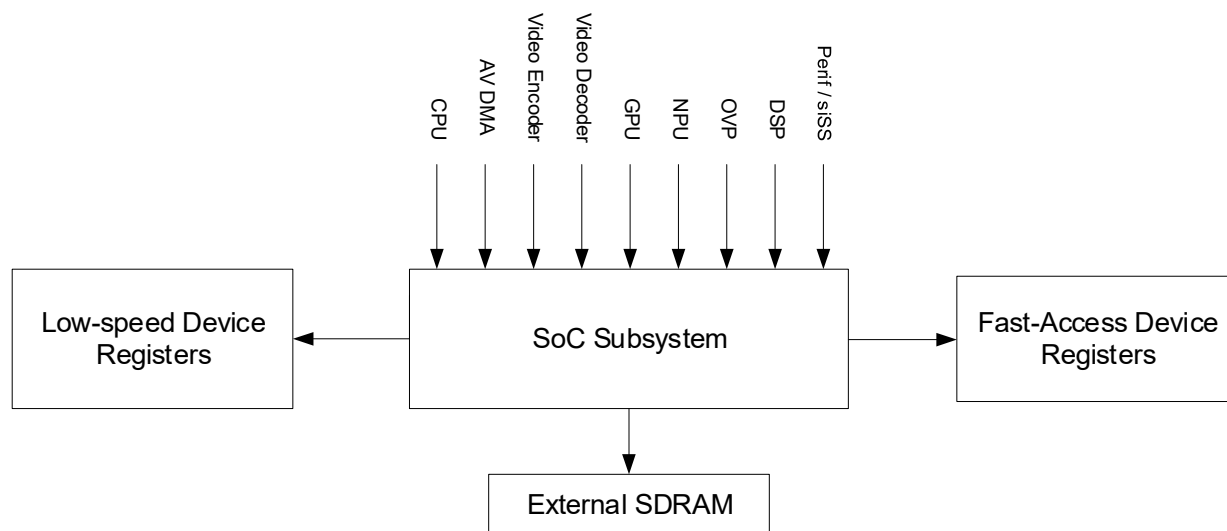 CPU
AV DMA
Video Encoder
Video Decoder
GPU
NPU
OVP
DSP
Perif / siSS
Low-speed Device
Registers
SoC Subsystem
Fast-Access Device
Registers
External SDRAM